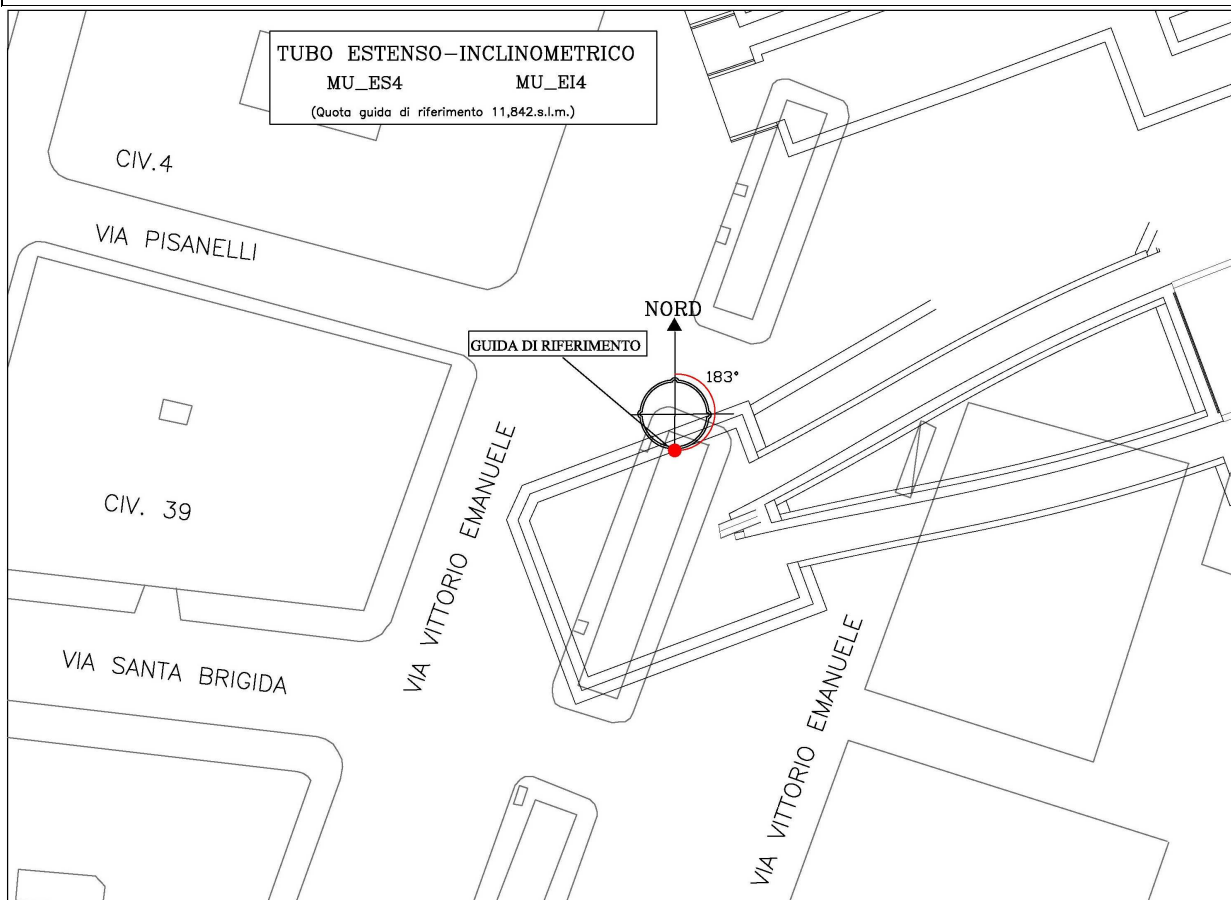 TUBO ESTENSO-INCLINOMETRICO
MU_ES4 MU_EI4
(Quota guida di riferimento 11,842.s.l.m.)
CIV.4
VIA PISANELLI
NORD
GUIDA DI RIFERIMENTO
183°
CIV. 39
VIA VITTORIO EMANUELE
VIA SANTA BRIGIDA
VIA VITTORIO EMANUELE